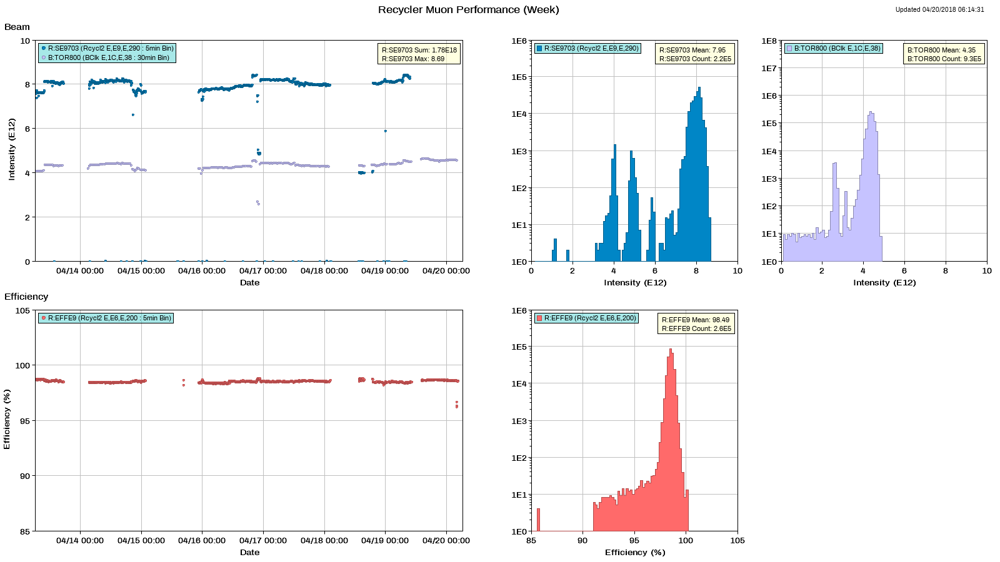 Recycler Muon Performance (Week)
Updated 04/20/2018 06:14:31
Beam
R:SE9703 (Rcycl2 E,E9,E,290 : 5min Bin)
B:TOR800 (BClk E,1C,E,38 : 30min Bin)
R:SE9703 Sum: 1.78E18
R:SE9703 Max: 8.69
10
8
6
4
2
0
Intensity (E12)
04/14 00:00
04/15 00:00
04/16 00:00
04/17 00:00
04/18 00:00
04/19 00:00
04/20 00:00
Date
R:SE9703 (Rcycl2 E,E9,E,290)
R:SE9703 Mean: 7.95
R:SE9703 Count: 2.2E5
1E6
1E5
1E4
1E3
1E2
1E1
1E0
0
2
4
6
8
10
Intensity (E12)
B:TOR800 (BClk E,1C,E,38)
B:TOR800 Mean: 4.35
B:TOR800 Count: 9.3E5
1E8
1E7
1E6
1E5
1E4
1E3
1E2
1E1
1E0
0
2
4
6
8
10
Intensity (E12)
Efficiency
R:EFFE9 (Rcycl2 E,E6,E,200 : 5min Bin)
105
100
95
90
85
Efficiency (%)
04/14 00:00
04/15 00:00
04/16 00:00
04/17 00:00
04/18 00:00
04/19 00:00
04/20 00:00
Date
R:EFFE9 (Rcycl2 E,E6,E,200)
R:EFFE9 Mean: 98.49
R:EFFE9 Count: 2.6E5
1E6
1E5
1E4
1E3
1E2
1E1
1E0
85
90
95
100
105
Efficiency (%)